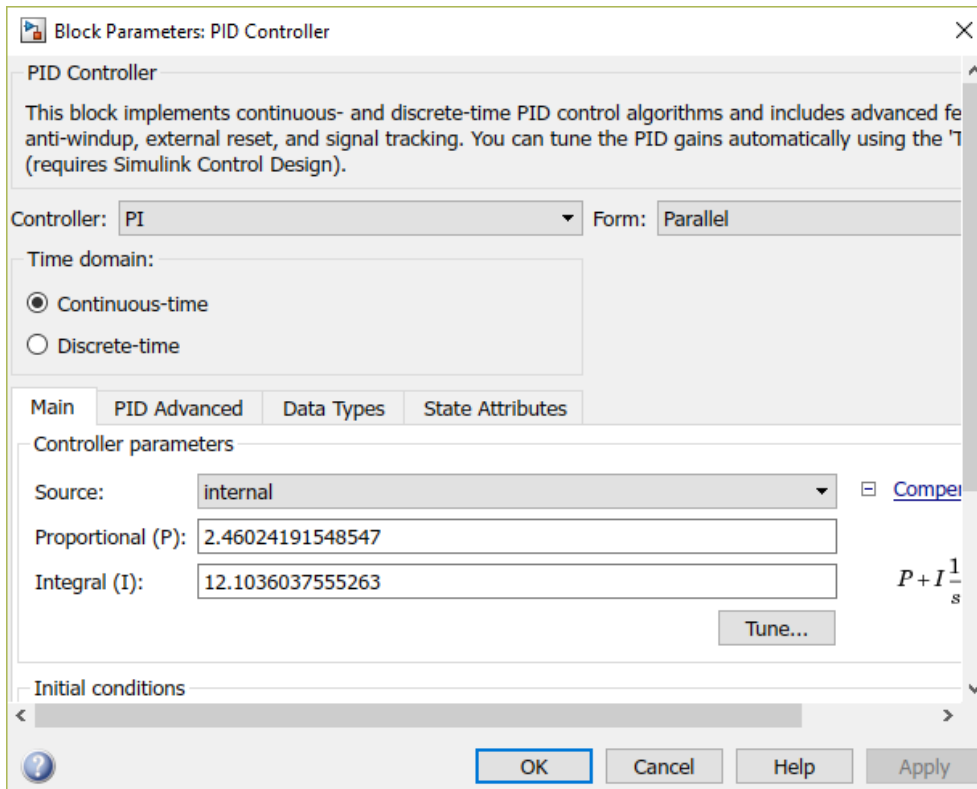 Block Parameters: PID Controller
PID Controller
This block implements continuous- and discrete-time PID control algorithms and includes advanced fe
anti-windup, external reset, and signal tracking. You can tune the PID gains automatically using the 'T
(requires Simulink Control Design).
Controller: PI Form: Parallel
Time domain:
Continuous-time
Discrete-time
Main PID Advanced Data Types State Attributes
Controller parameters
Source: internal Compe
Proportional (P): 2.46024191548547
Integral (I): 12.1036037555263
P+I 1/s
Tune...
Initial conditions
OK Cancel Help Apply